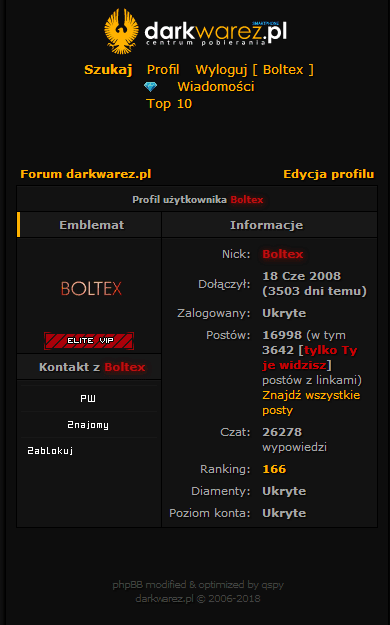 SMARTPHONE
darkwarez.pl
centrum pobierania
Szukaj Profil Wyloguj [ Boltex ]
Wiadomości
Top 10
Forum darkwarez.pl Edycja profilu
Profil użytkownika Boltex
Emblemat Informacje
BOLTEX
ELITE VIP
Kontakt z Boltex
PW
Znajomy
Zablokuj
Nick: Boltex
Dołączył: 18 Cze 2008
(3503 dni temu)
Zalogowany: Ukryte
Postów: 16998 (w tym
3642 [tylko Ty
je widzisz]
postów z linkami)
Znajdź wszystkie
posty
Czat: 26278
wypowiedzi
Ranking: 166
Diamenty: Ukryte
Poziom konta: Ukryte
phpBB modified & optimized by qspy
darkwarez.pl © 2006-2018